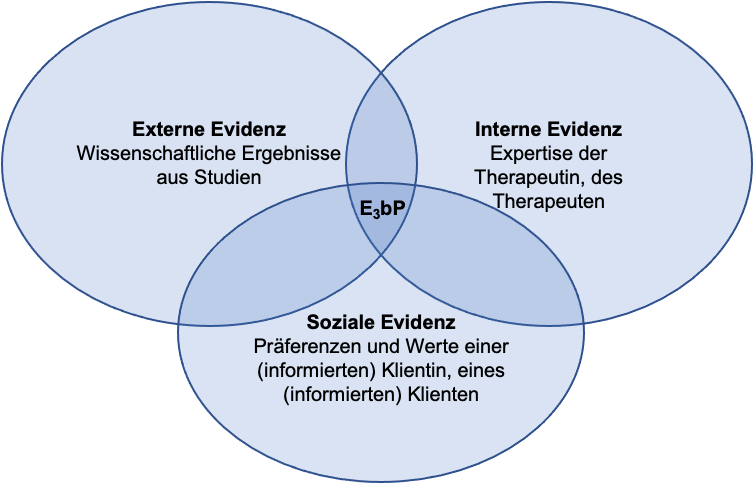 Externe Evidenz
Wissenschaftliche Ergebnisse
aus Studien
Interne Evidenz
Expertise der
Therapeutin, des
Therapeuten
E₃bP
Soziale Evidenz
Präferenzen und Werte einer
(informierten) Klientin, eines
(informierten) Klienten